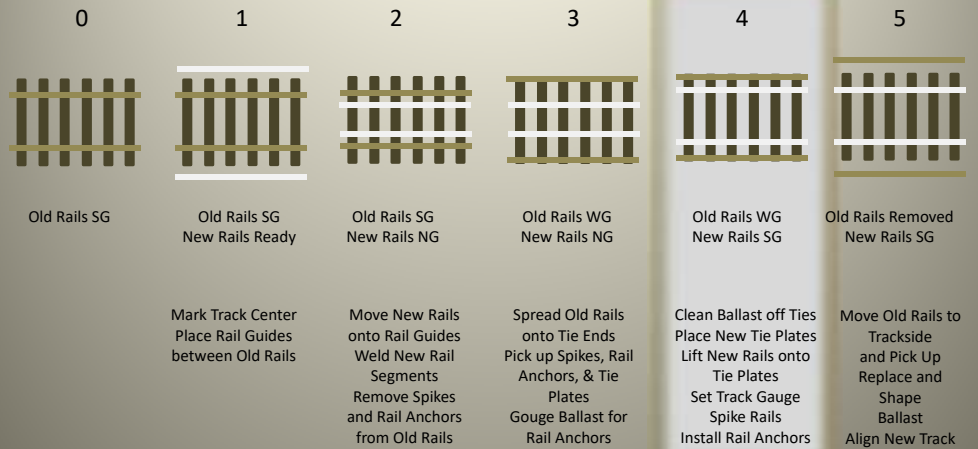 0
1
2
3
4
5
Old Rails SG
Old Rails SG
New Rails Ready
Old Rails SG
New Rails NG
Old Rails WG
New Rails NG
Old Rails WG
New Rails SG
Old Rails Removed
New Rails SG
Mark Track Center
Place Rail Guides
between Old Rails
Move New Rails
onto Rail Guides
Weld New Rail
Segments
Remove Spikes
and Rail Anchors
from Old Rails
Spread Old Rails
onto Tie Ends
Pick up Spikes, Rail
Anchors, & Tie
Plates
Gouge Ballast for
Rail Anchors
Clean Ballast off Ties
Place New Tie Plates
Lift New Rails onto
Tie Plates
Set Track Gauge
Spike Rails
Install Rail Anchors
Move Old Rails to
Trackside
and Pick Up
Replace and
Shape
Ballast
Align New Track